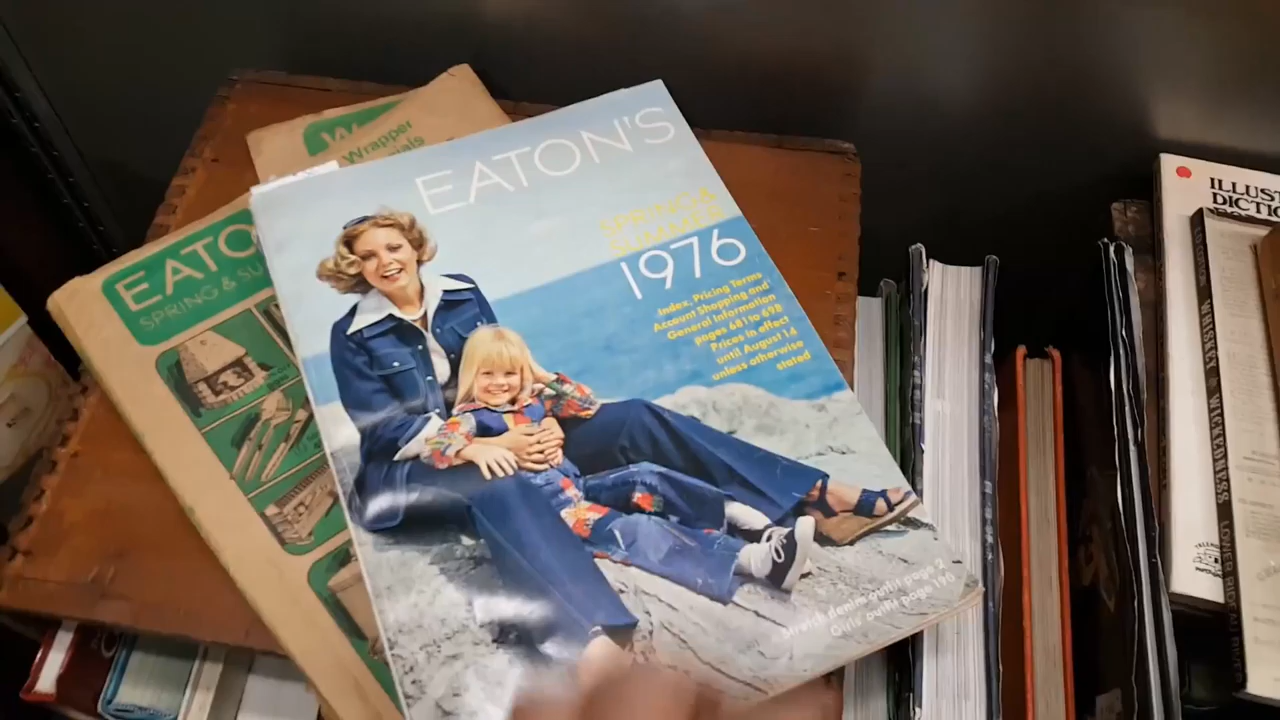 Wrapper
EATO
SPRING & SU
EATON'S
SPRING &
SUMMER
1976
Index, Pricing Terms
Account Shopping and
General Information
pages 681 to 698
Prices in effect
until August 14
unless otherwise
stated
Stretch denim outfit page 2
Girls' outfit page 190
ILLUST
DICTIO
WHISKEY & WICKEDNESS